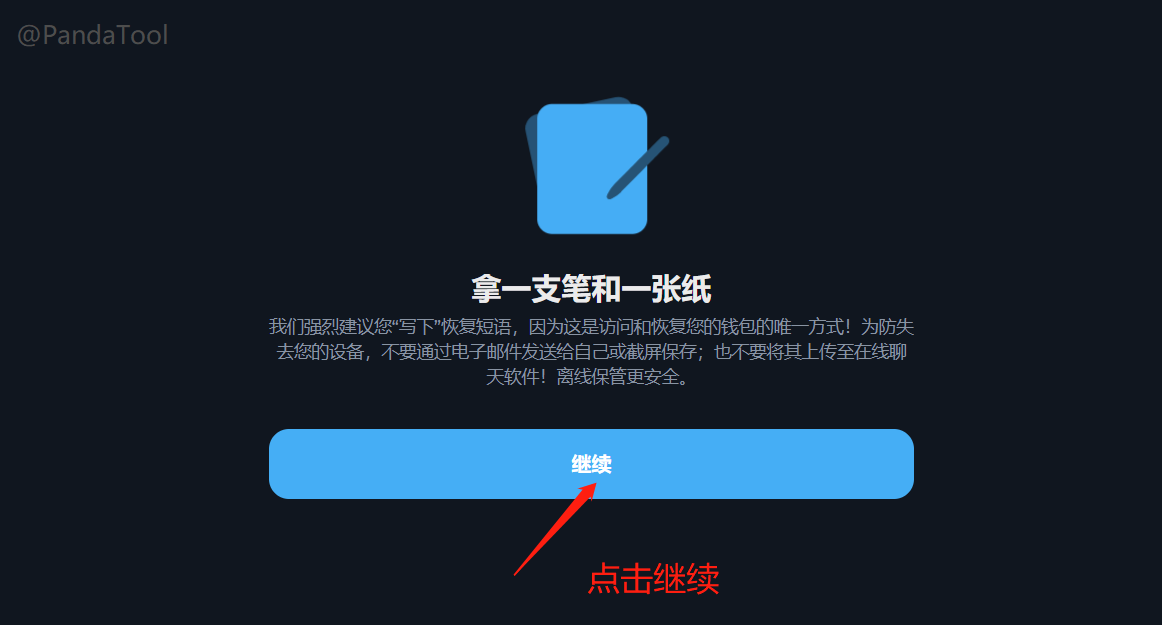 @PandaTool
拿一支笔和一张纸
我们强烈建议您“写下”恢复短语，因为这是访问和恢复您的钱包的唯一方式！为防失
去您的设备，不要通过电子邮件发送给自己或截屏保存；也不要将其上传至在线聊
天软件！离线保管更安全。
继续
点击继续